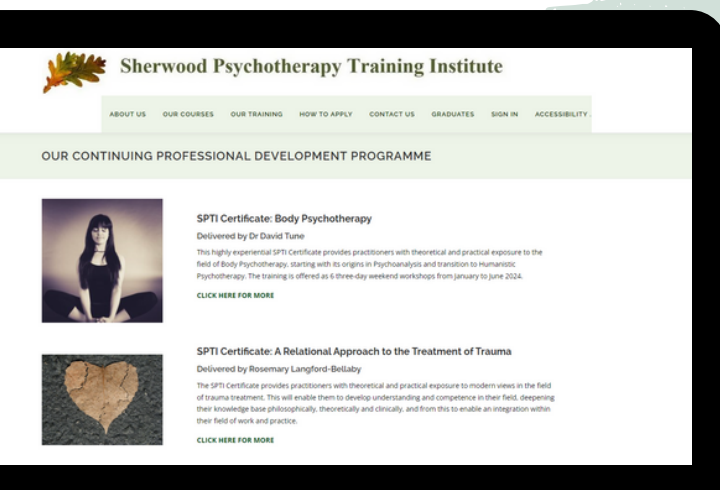 Sherwood Psychotherapy Training Institute
ABOUT US OUR COURSES OUR TRAINING HOW TO APPLY CONTACT US GRADUATES SIGN IN ACCESSIBILITY
OUR CONTINUING PROFESSIONAL DEVELOPMENT PROGRAMME
SPTI Certificate: Body Psychotherapy
Delivered by Dr David Tune
This highly experiential SPTI Certificate provides practitioners with theoretical and practical exposure to the
field of Body Psychotherapy, starting with its origins in Psychoanalysis and transition to Humanistic
Psychotherapy. The training is offered as 6 three-day weekend workshops from January to June 2024.
CLICK HERE FOR MORE
SPTI Certificate: A Relational Approach to the Treatment of Trauma
Delivered by Rosemary Langford-Bellaby
The SPTI Certificate provides practitioners with theoretical and practical exposure to modern views in the field
of trauma treatment. This will enable them to develop understanding and competence in their field, deepening
their knowledge base philosophically, theoretically and clinically, and from this to enable an integration within
their field of work and practice.
CLICK HERE FOR MORE